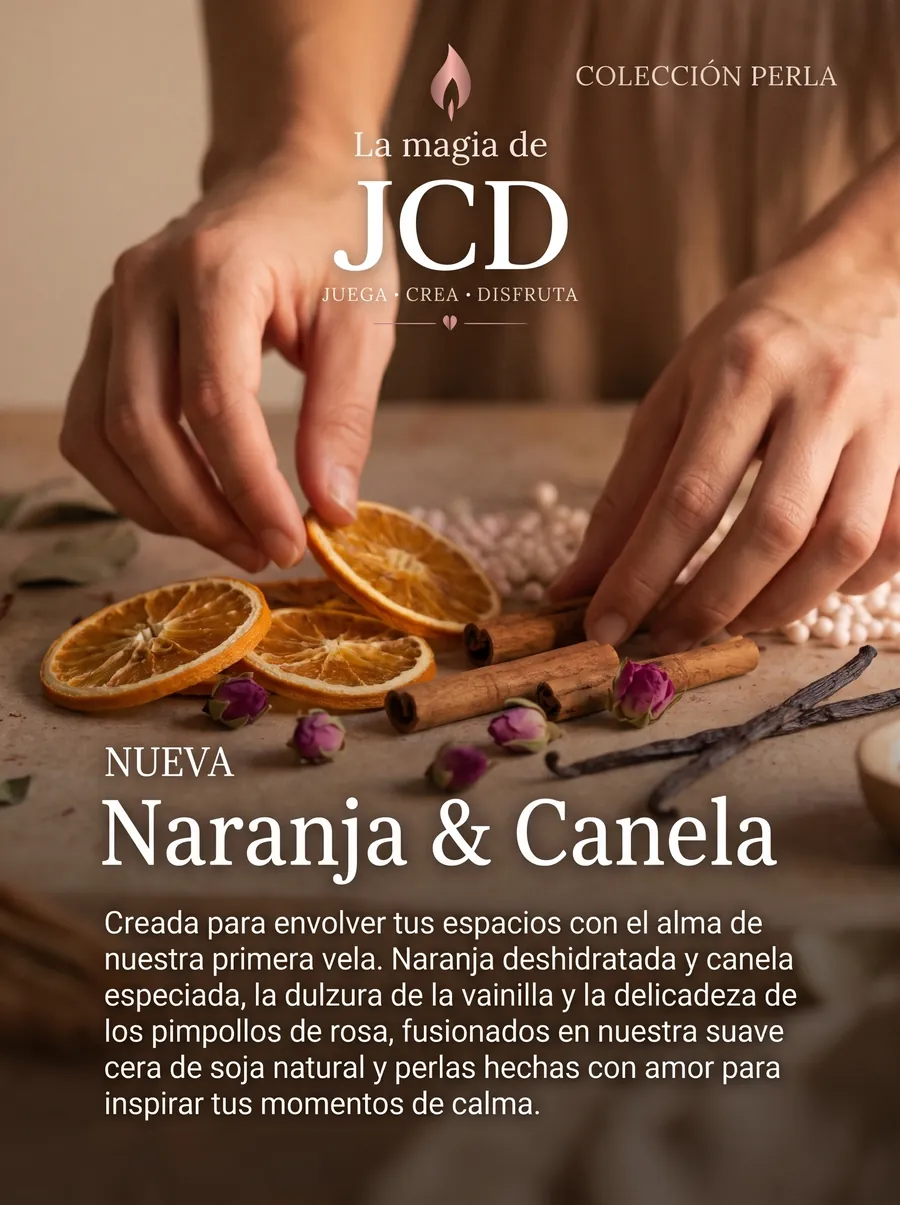 COLECCIÓN PERLA
La magia de
JCD
JUEGA • CREA • DISFRUTA
NUEVA
Naranja & Canela
Creada para envolver tus espacios con el alma de
nuestra primera vela. Naranja deshidratada y canela
especiada, la dulzura de la vainilla y la delicadeza de
los pimpollos de rosa, fusionados en nuestra suave
cera de soja natural y perlas hechas con amor para
inspirar tus momentos de calma.